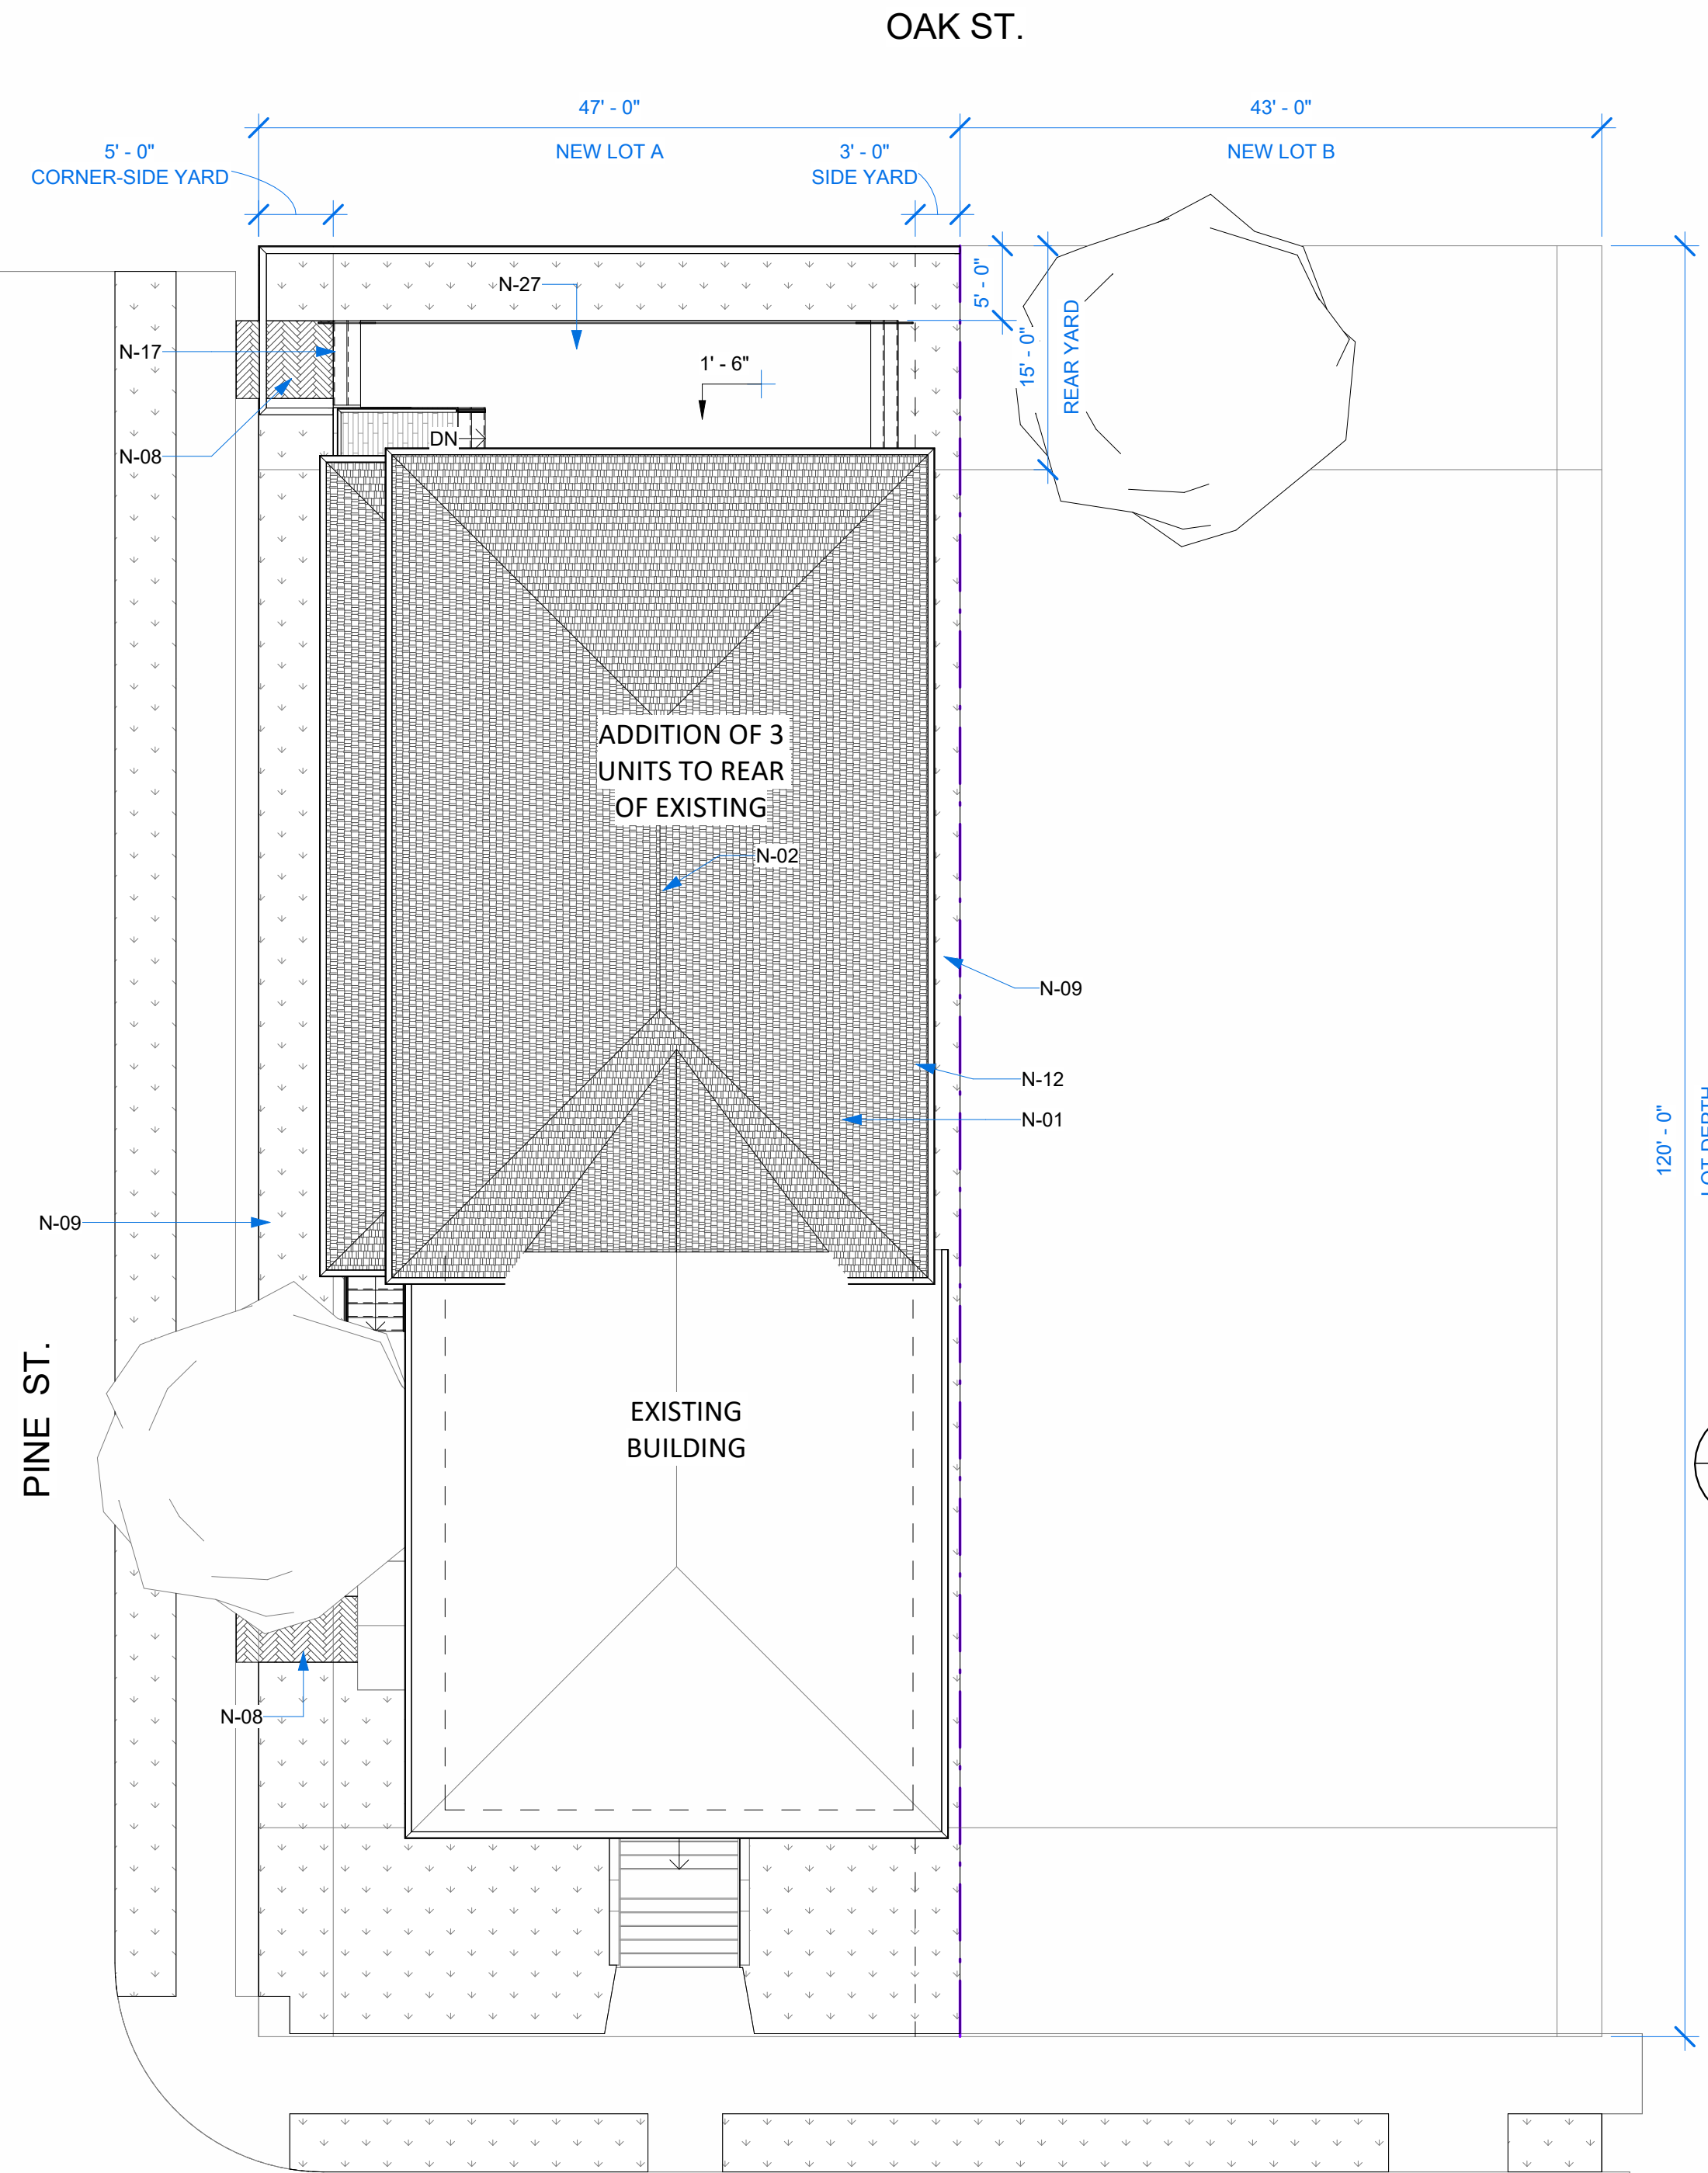 OAK ST.
47' - 0"
43' - 0"
5' - 0"
CORNER-SIDE YARD
NEW LOT A
3' - 0"
SIDE YARD
NEW LOT B
N-27
5' - 0"
15' - 0"
REAR YARD
N-17
1' - 6"
N-08
DN
ADDITION OF 3
UNITS TO REAR
OF EXISTING
N-02
N-09
N-12
N-01
120' - 0"
LOT DEPTH
N-09
PINE ST.
EXISTING
BUILDING
N-08